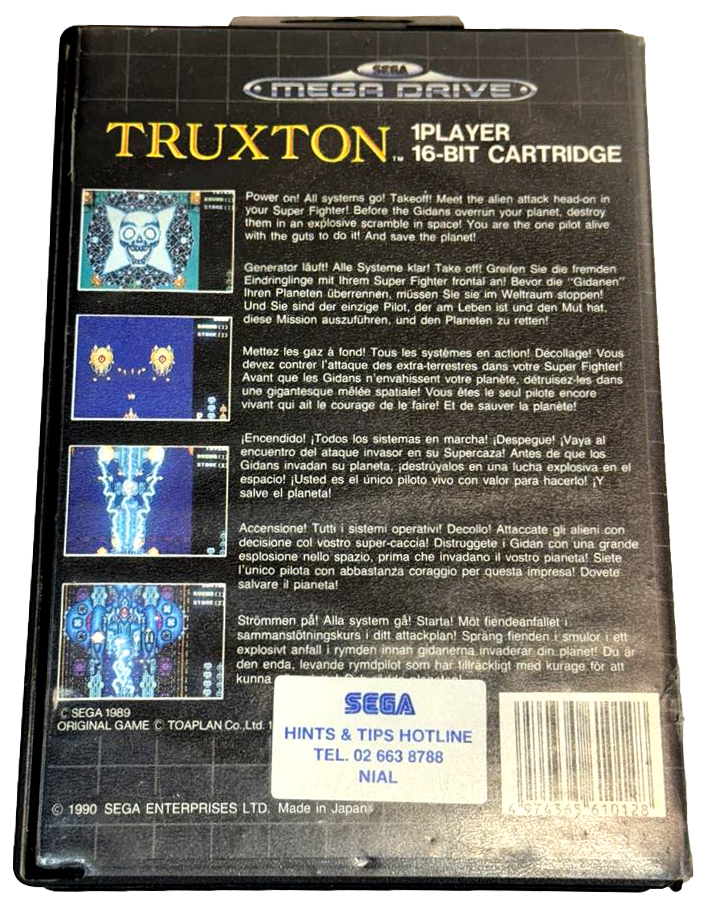 SEGA
MEGA DRIVE
TRUXTON™
1PLAYER
16-BIT CARTRIDGE
Power on! All systems go! Takeoff! Meet the alien attack head-on in
your Super Fighter! Before the Gidans overrun your planet, destroy
them in an explosive scramble in space! You are the one pilot alive
with the guts to do it! And save the planet!
Generator läuft! Alle Systeme klar! Take off! Greifen Sie die fremden
Eindringlinge mit Ihrem Super Fighter frontal an! Bevor die "Gidanen"
Ihren Planeten überrennen, müssen Sie sie im Weltraum stoppen!
Und Sie sind der einzige Pilot, der am Leben ist und den Mut hat,
diese Mission auszuführen, und den Planeten zu retten!
Mettez les gaz à fond! Tous les systèmes en action! Décollage! Vous
devez contrer l'attaque des extra-terrestres dans votre Super Fighter!
Avant que les Gidans n'envahissent votre planète, détruisez-les dans
une gigantesque mêlée spatiale! Vous êtes le seul pilote encore
vivant qui ait le courage de le faire! Et de sauver la planète!
¡Encendido! ¡Todos los sistemas en marcha! ¡Despegue! ¡Vaya al
encuentro del ataque invasor en su Supercaza! Antes de que los
Gidans invadan su planeta, ¡destrúyalos en una lucha explosiva en el
espacio! ¡Usted es el único piloto vivo con valor para hacerlo! ¡Y
salve el planeta!
Accensione! Tutti i sistemi operativi! Decollo! Attaccate gli alieni con
decisione col vostro super-caccia! Distruggete i Gidan con una grande
esplosione nello spazio, prima che invadano il vostro pianeta! Siete
l'unico pilota con abbastanza coraggio per questa impresa! Dovete
salvare il pianeta!
Strömmen på! Alla system gå! Starta! Möt fiendeanfallet i
sammanstötningskurs i ditt attackplan! Spräng fienden i smulor i ett
explosivt anfall i rymden innan gidanerna invaderar din planet! Du är
den enda, levande rymdpilot som har tillräckligt med kurage för att
kunna
© SEGA 1989
ORIGINAL GAME © TOAPLAN Co., Ltd. 1
SEGA
HINTS & TIPS HOTLINE
TEL. 02 663 8788
NIAL
© 1990 SEGA ENTERPRISES LTD. Made in Japan
4 974365 610128